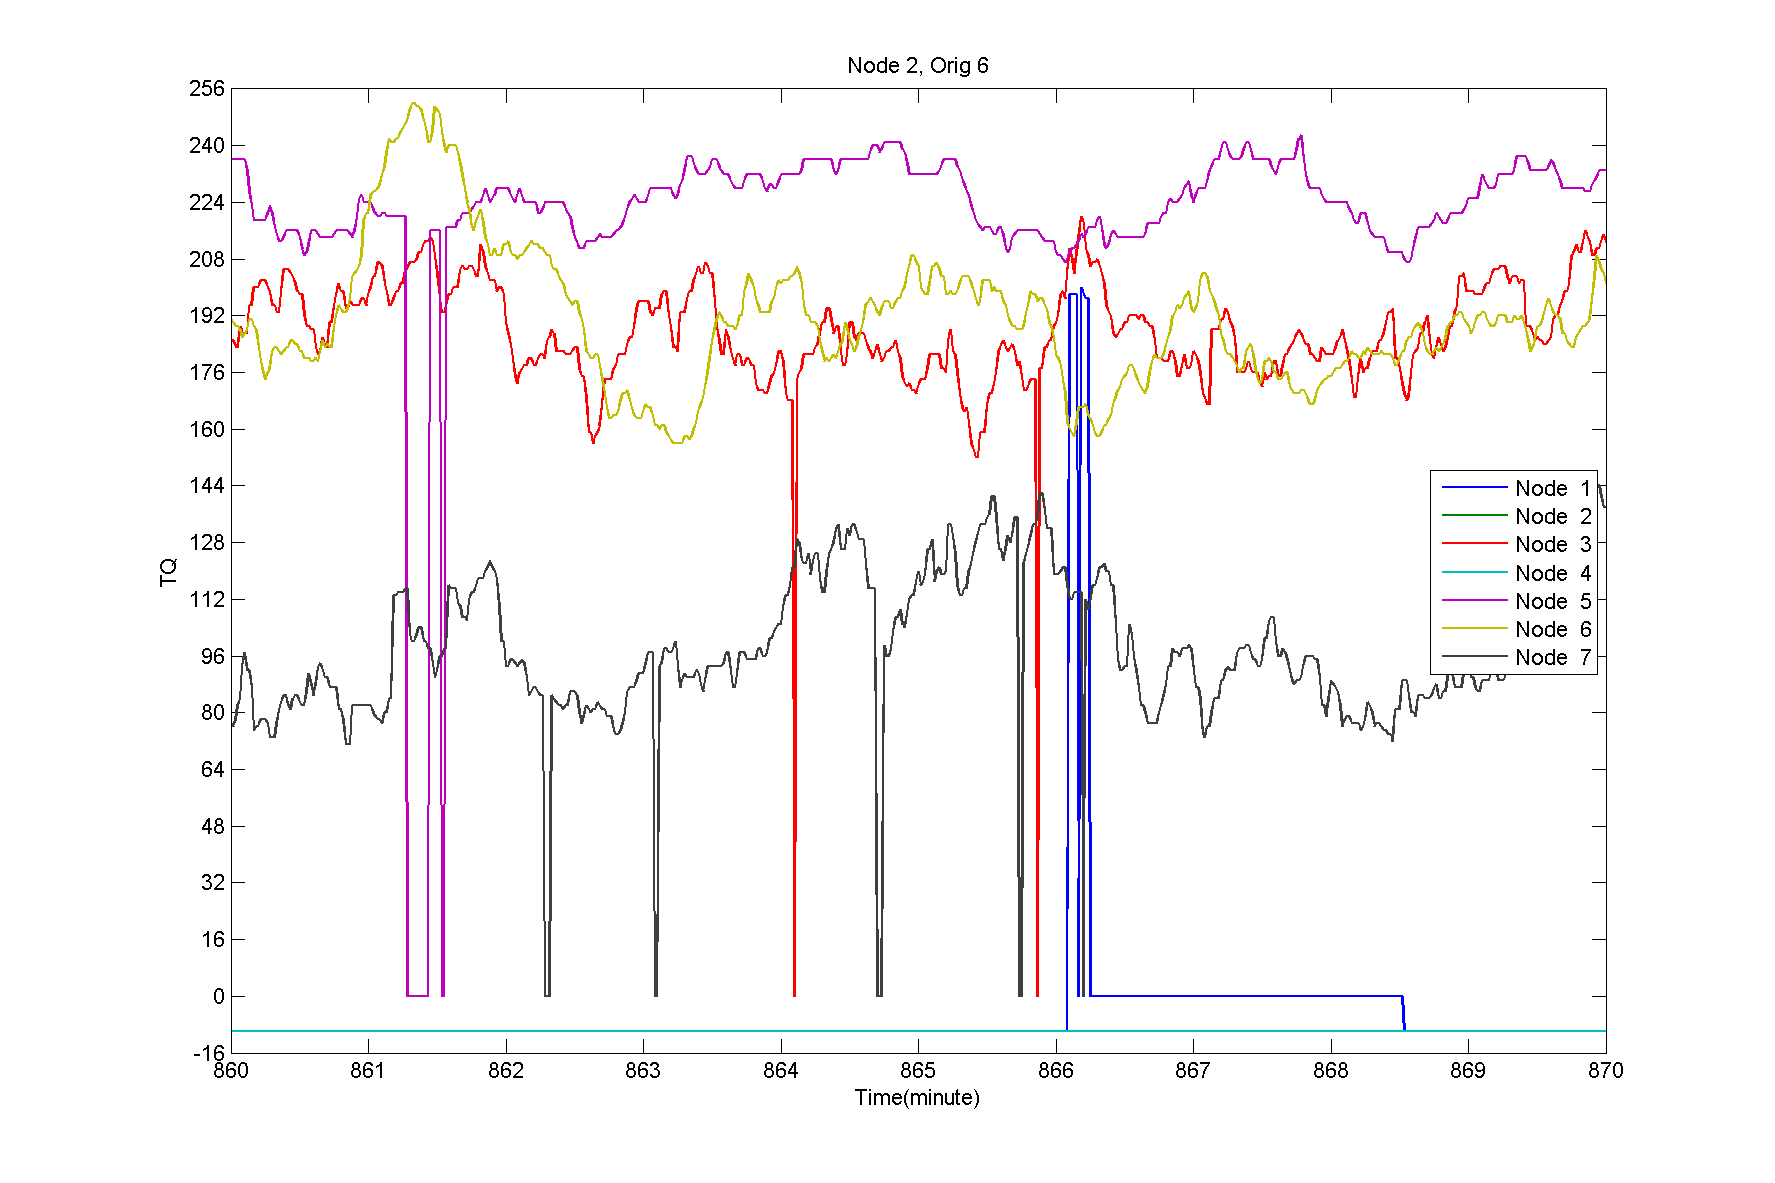 Node 2, Orig 6
256
240
224
208
192
176
160
144
128
112
96
80
64
48
32
16
0
-16
TQ
860 861 862 863 864 865 866 867 868 869 870
Time(minute)
Node 1
Node 2
Node 3
Node 4
Node 5
Node 6
Node 7